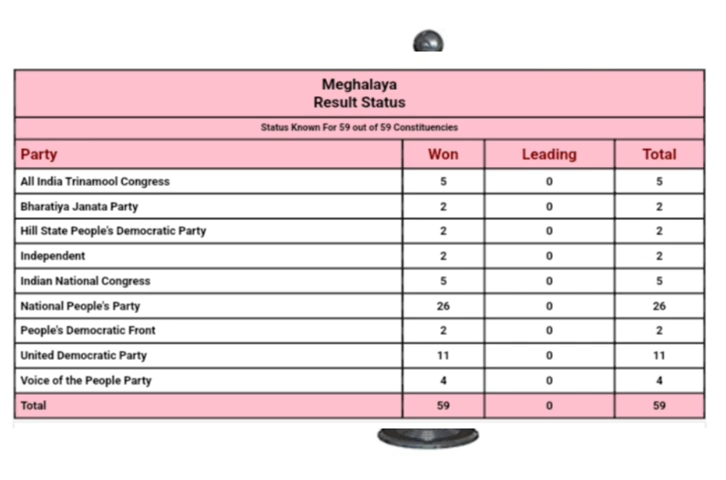 Meghalaya
Result Status
Status Known For 59 out of 59 Constituencies
Party Won Leading Total
All India Trinamool Congress 5 0 5
Bharatiya Janata Party 2 0 2
Hill State People's Democratic Party 2 0 2
Independent 2 0 2
Indian National Congress 5 0 5
National People's Party 26 0 26
People's Democratic Front 2 0 2
United Democratic Party 11 0 11
Voice of the People Party 4 0 4
Total 59 0 59